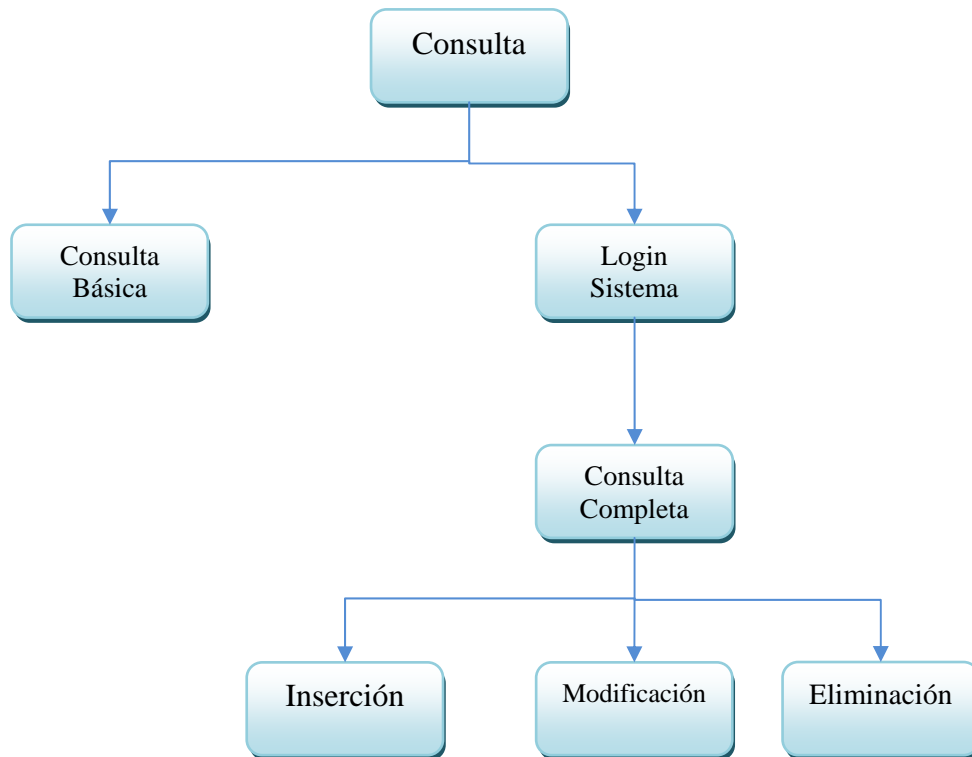 Consulta
Consulta
Básica
Login
Sistema
Consulta
Completa
Inserción
Modificación
Eliminación